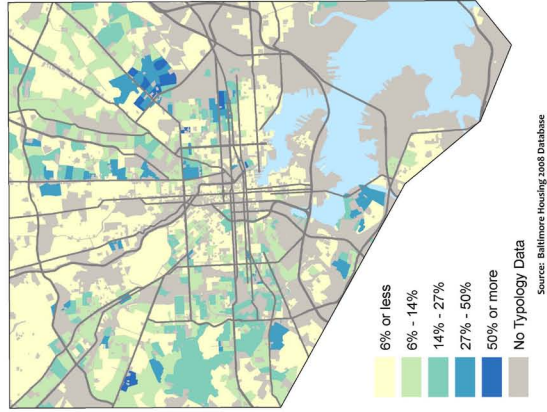 6% or less
6% - 14%
14% - 27%
27% - 50%
50% or more
No Typology Data
Source: Baltimore Housing 2008 Database